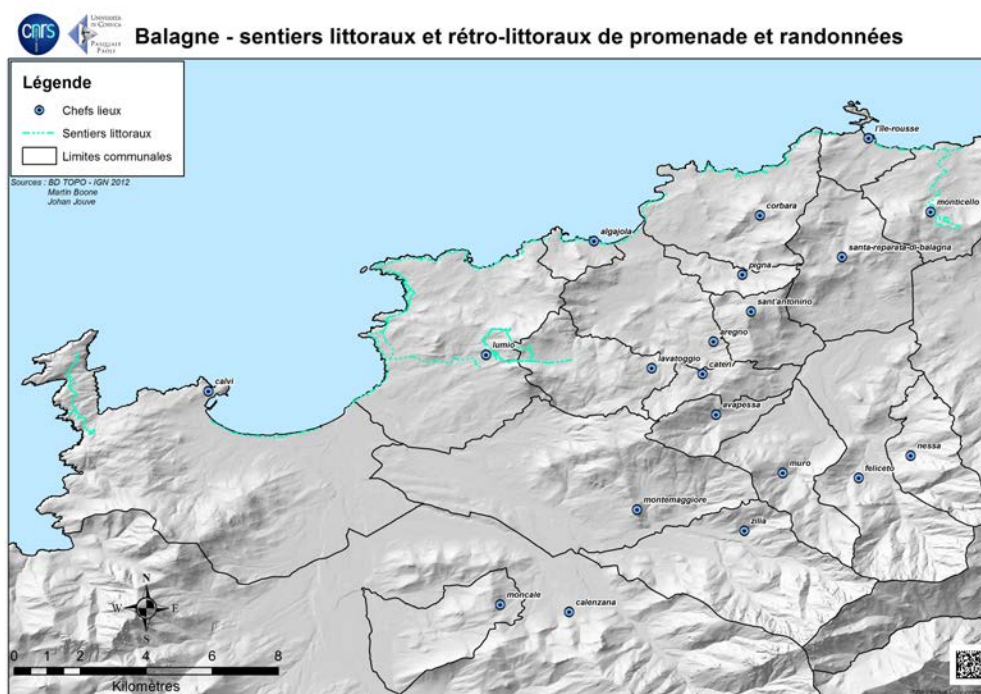 cnrs
UNIVERSITÀ
DI CORSICA
PASQUALE
PAOLI
Balagne - sentiers littoraux et rétro-littoraux de promenade et randonnées
Légende
Chefs lieux
Sentiers littoraux
Limites communales
Sources : BD TOPO - IGN 2012
Martin Boone
Johan Jouve
l'île-rousse
monticello
corbara
algajola
santa-reparata-di-balagna
pigna
sant'antonino
aregno
lumio
lavatoggio
cateri
calvi
avapessa
nessa
muro
feliceto
montemaggiore
zilia
moncale
calenzana
N
W E
S
0 1 2 4 6 8
Kilomètres